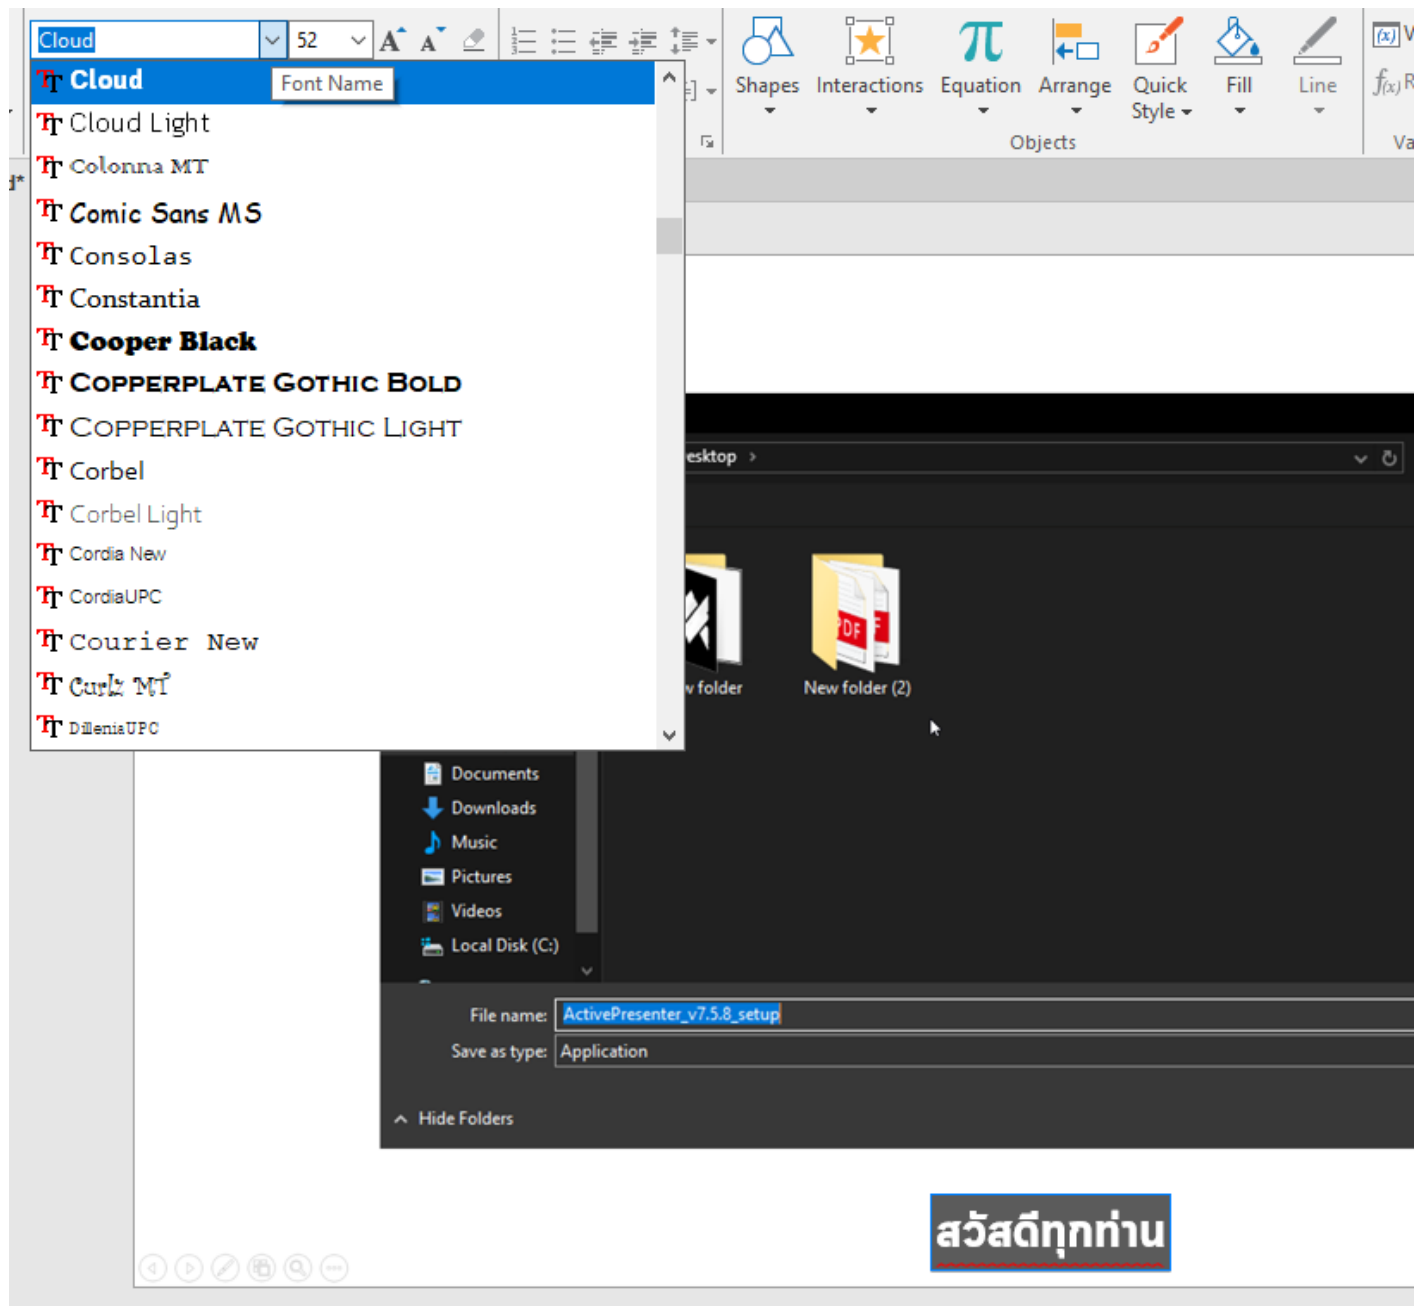 Cloud
52
Cloud
Font Name
Cloud Light
Colonna MT
Comic Sans MS
Consolas
Constantia
Cooper Black
Copperplate Gothic Bold
Copperplate Gothic Light
Corbel
Corbel Light
Cordia New
CordiaUPC
Courier New
Curlz MT
DilleniaUPC
Shapes
Interactions
Equation
Arrange
Quick Style
Fill
Line
Objects
(x) V
f(x) R
Va
d*
esktop
w folder
New folder (2)
PDF
Documents
Downloads
Music
Pictures
Videos
Local Disk (C:)
File name: ActivePresenter_v7.5.8_setup
Save as type: Application
Hide Folders
สวัสดีทุกท่าน